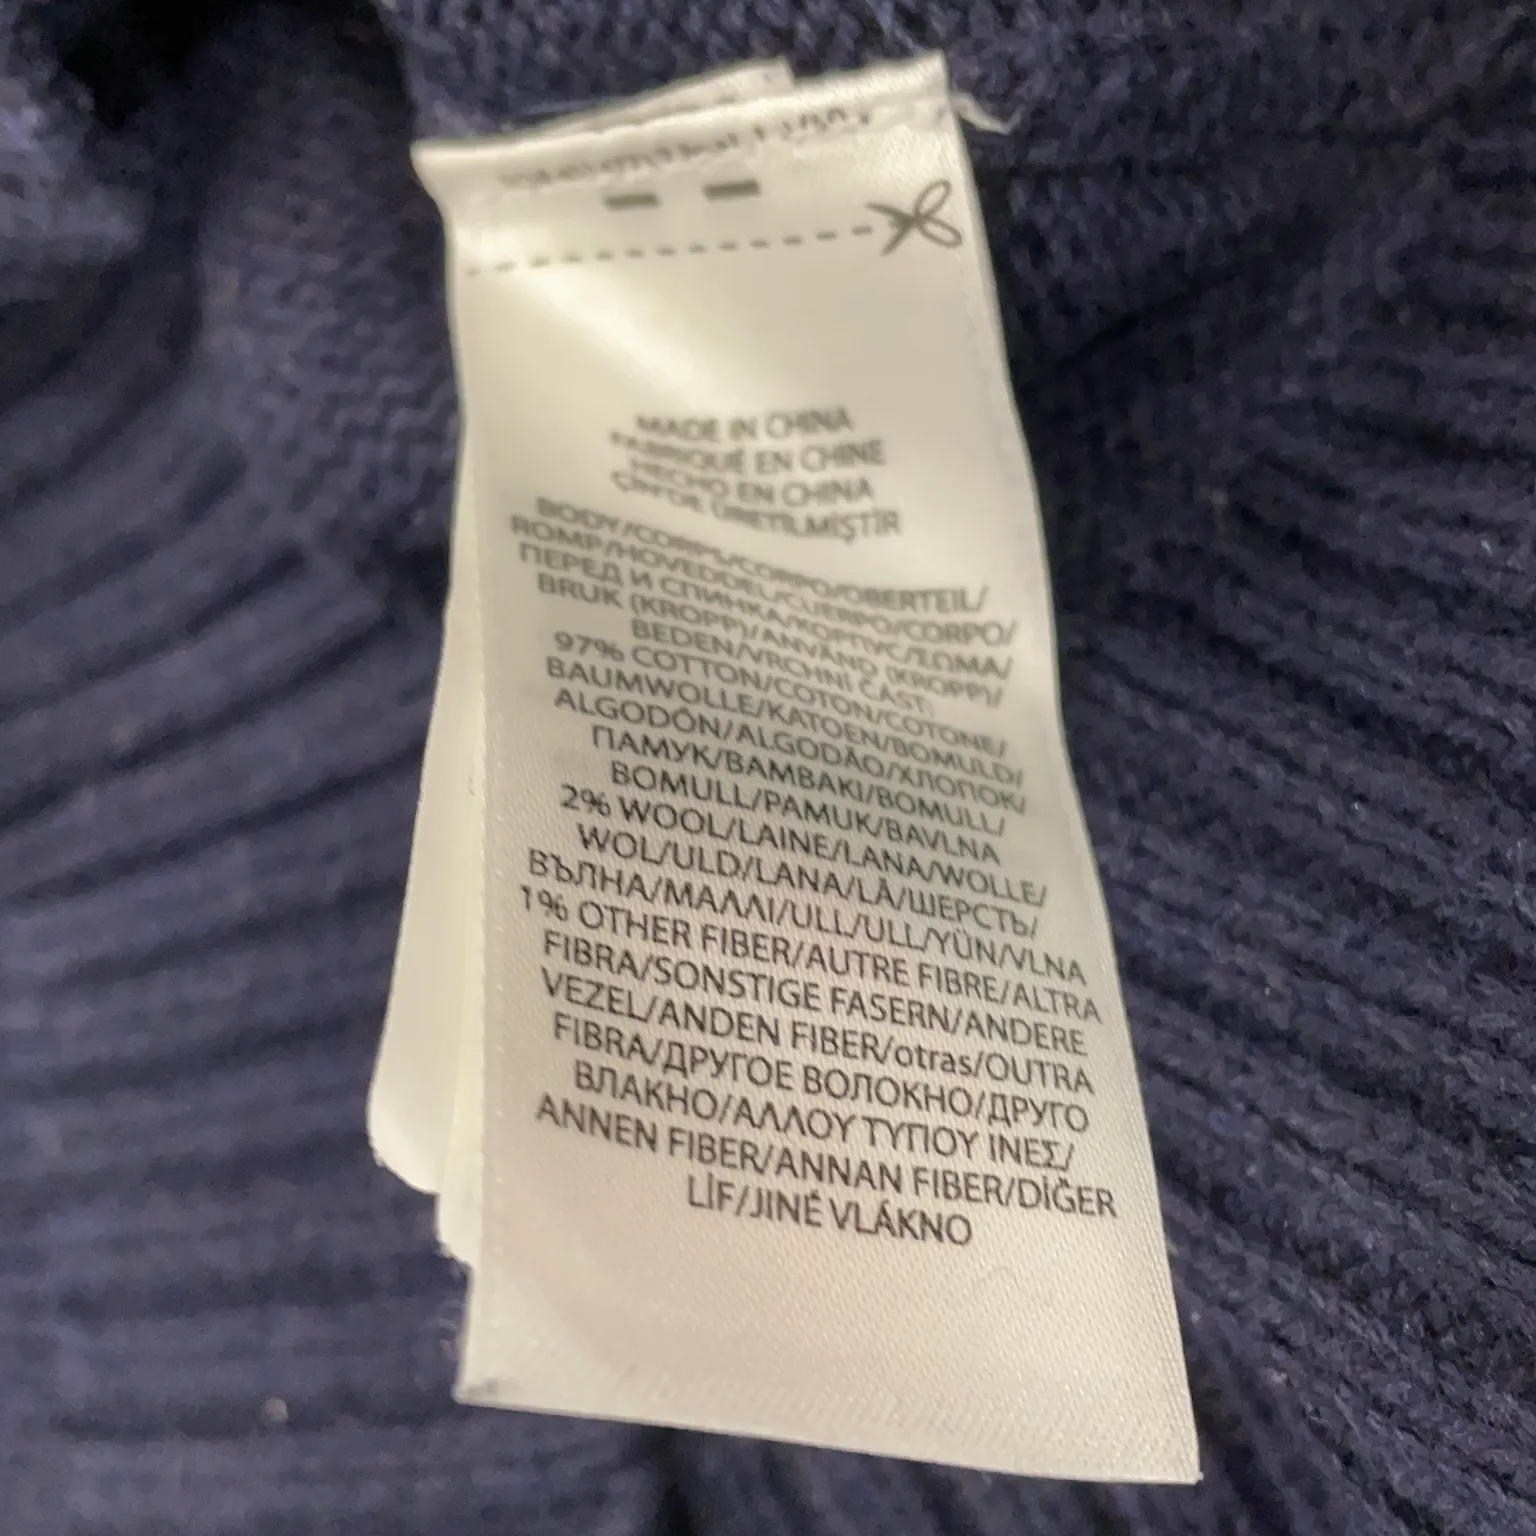 MADE IN CHINA
FABRIQUÉ EN CHINE
HECHO EN CHINA
ÇİN'DE ÜRETİLMİŞTİR
BODY/CORPS/CORPO/OBERTEIL/
ROMP/HOVEDDEL/CUERPO/CORPO/
ПЕРЕД И СПИНКА/КОРПУС/ΣΩΜΑ/
BRUK (KROPP)/ANVÄND (KROPP)/
BEDEN/VRCHNÍ ČÁST
97% COTTON/COTON/COTONE/
BAUMWOLLE/KATOEN/BOMULD/
ALGODÓN/ALGODÃO/ХЛОПОК/
ПАМУК/ΒΑΜΒΑΚΙ/BOMULL/
BOMULL/PAMUK/BAVLNA
2% WOOL/LAINE/LANA/WOLLE/
WOL/ULD/LANA/LÃ/ШЕРСТЬ/
ВЪЛНА/ΜΑΛΛΙ/ULL/ULL/YÜN/VLNA
1% OTHER FIBER/AUTRE FIBRE/ALTRA
FIBRA/SONSTIGE FASERN/ANDERE
VEZEL/ANDEN FIBER/otras/OUTRA
FIBRA/ДРУГОЕ ВОЛОКНО/ДРУГО
ВЛАКНО/ΑΛΛΟΥ ΤΥΠΟΥ ΙΝΕΣ/
ANNEN FIBER/ANNAN FIBER/DİĞER
LİF/JINÉ VLÁKNO